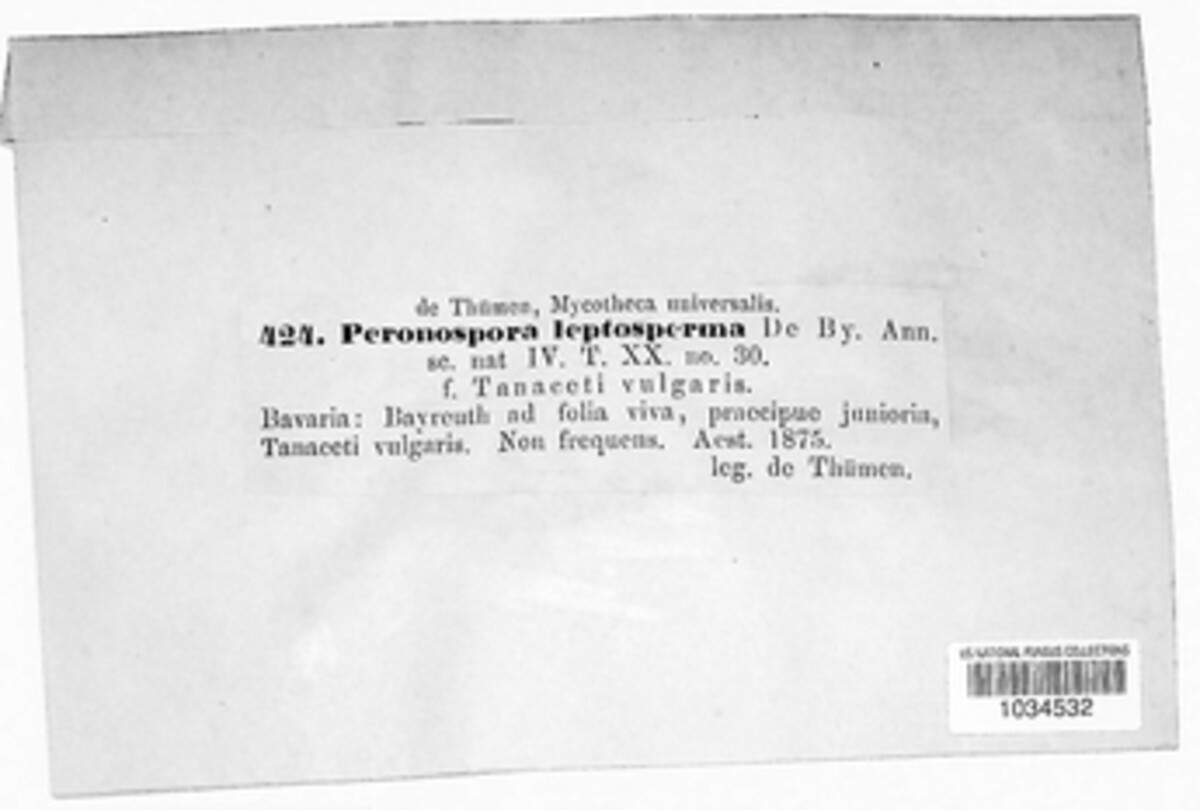 de Thümen, Mycotheca universalis.
424. Peronospora leptosperma De By. Ann.
sc. nat IV. T. XX. no. 30.
f. Tanaceti vulgaris.
Bavaria: Bayreuth ad folia viva, praecipue junioria,
Tanaceti vulgaris. Non frequens. Aest. 1875.
leg. de Thümen.
US NATIONAL FUNGUS COLLECTIONS
1034532